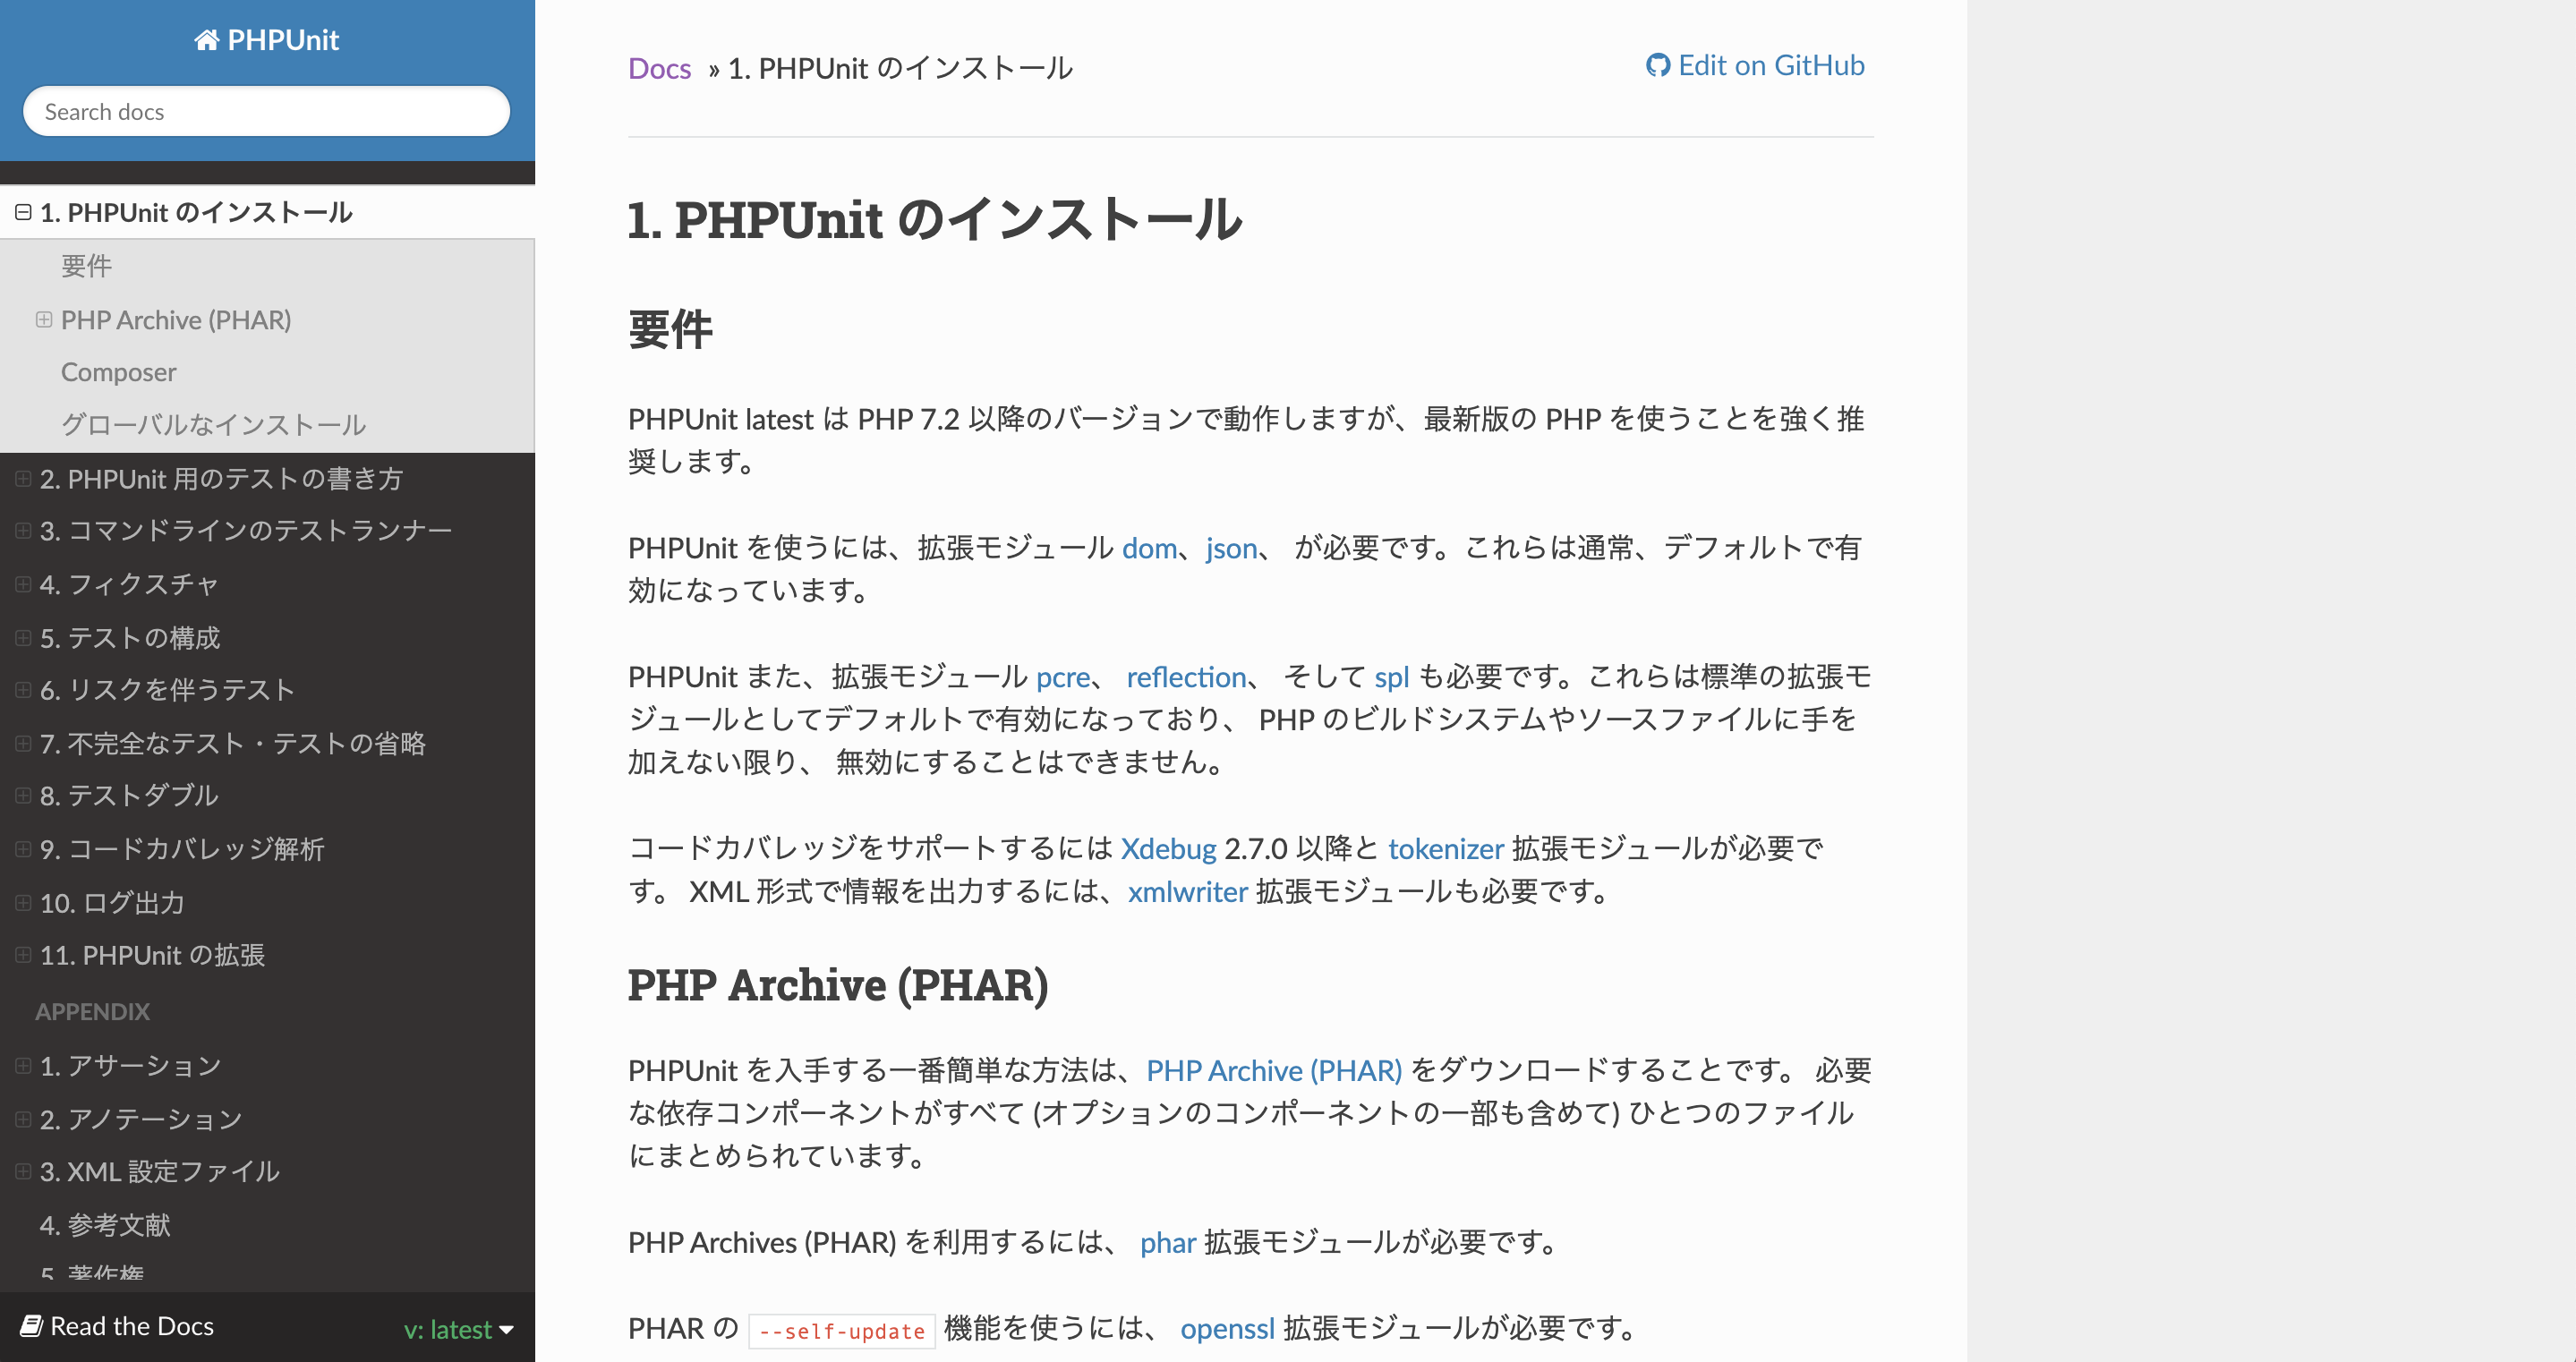 PHPUnit
Search docs
1. PHPUnit のインストール
要件
PHP Archive (PHAR)
Composer
グローバルなインストール
2. PHPUnit 用のテストの書き方
3. コマンドラインのテストランナー
4. フィクスチャ
5. テストの構成
6. リスクを伴うテスト
7. 不完全なテスト・テストの省略
8. テストダブル
9. コードカバレッジ解析
10. ログ出力
11. PHPUnit の拡張
APPENDIX
1. アサーション
2. アノテーション
3. XML 設定ファイル
4. 参考文献
5. 著作権
Read the Docs
v: latest
Docs » 1. PHPUnit のインストール
Edit on GitHub
1. PHPUnit のインストール
要件
PHPUnit latest は PHP 7.2 以降のバージョンで動作しますが、最新版の PHP を使うことを強く推
奨します。
PHPUnit を使うには、拡張モジュール dom、json、 が必要です。これらは通常、デフォルトで有
効になっています。
PHPUnit また、拡張モジュール pcre、 reflection、 そして spl も必要です。これらは標準の拡張モ
ジュールとしてデフォルトで有効になっており、 PHP のビルドシステムやソースファイルに手を
加えない限り、 無効にすることはできません。
コードカバレッジをサポートするには Xdebug 2.7.0 以降と tokenizer 拡張モジュールが必要で
す。 XML 形式で情報を出力するには、xmlwriter 拡張モジュールも必要です。
PHP Archive (PHAR)
PHPUnit を入手する一番簡単な方法は、PHP Archive (PHAR) をダウンロードすることです。 必要
な依存コンポーネントがすべて (オプションのコンポーネントの一部も含めて) ひとつのファイル
にまとめられています。
PHP Archives (PHAR) を利用するには、 phar 拡張モジュールが必要です。
PHAR の --self-update 機能を使うには、 openssl 拡張モジュールが必要です。